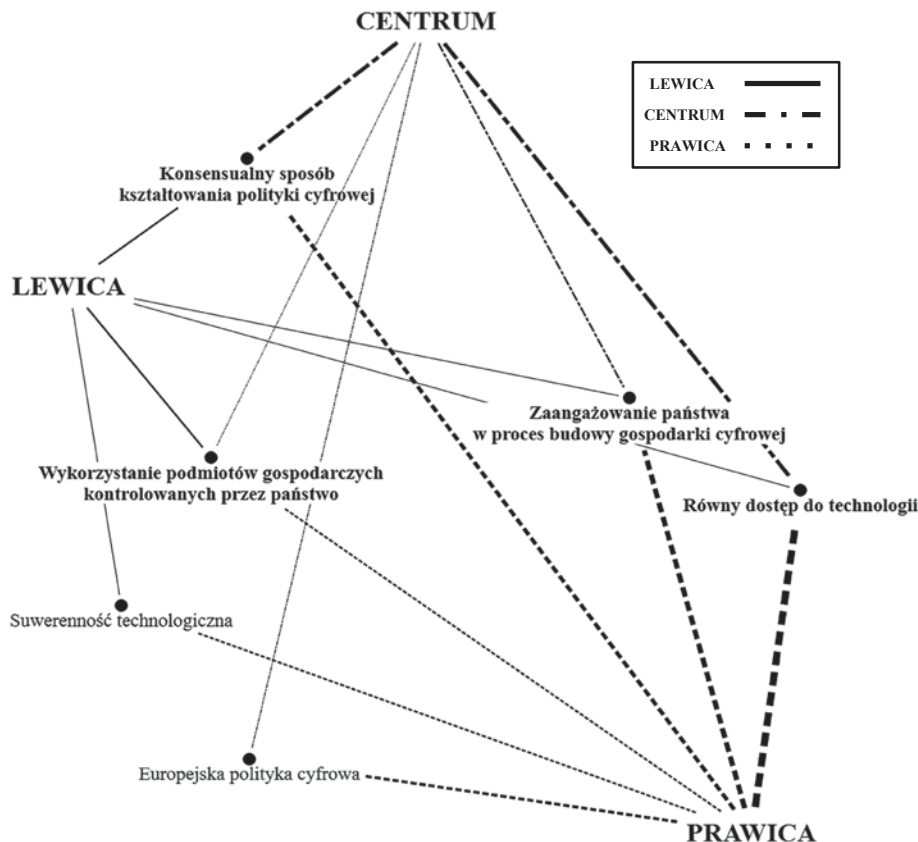 CENTRUM
LEWICA
CENTRUM
PRAWICA
Konsensualny sposób
kształtowania polityki cyfrowej
LEWICA
Zaangażowanie państwa
w proces budowy gospodarki cyfrowej
Wykorzystanie podmiotów gospodarczych
kontrolowanych przez państwo
Równy dostęp do technologii
Suwerenność technologiczna
Europejska polityka cyfrowa
PRAWICA